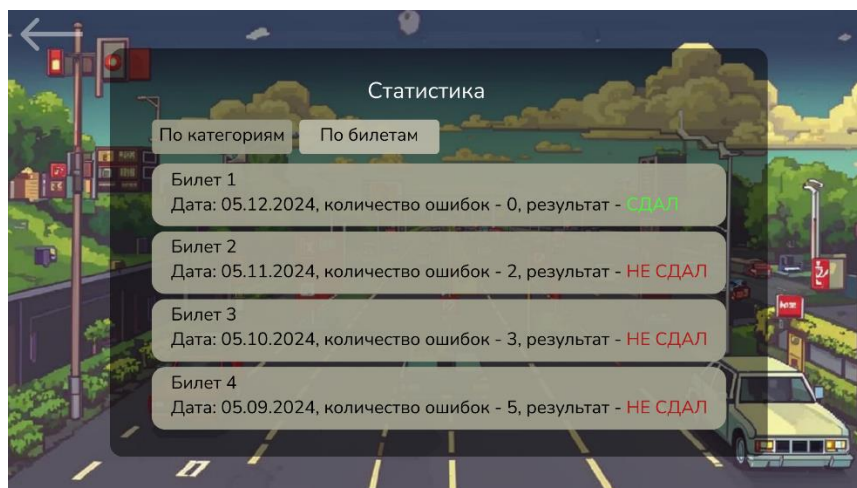 Статистика
По категориям
По билетам
Билет 1
Дата: 05.12.2024, количество ошибок - 0, результат - СДАЛ
Билет 2
Дата: 05.11.2024, количество ошибок - 2, результат - НЕ СДАЛ
Билет 3
Дата: 05.10.2024, количество ошибок - 3, результат - НЕ СДАЛ
Билет 4
Дата: 05.09.2024, количество ошибок - 5, результат - НЕ СДАЛ